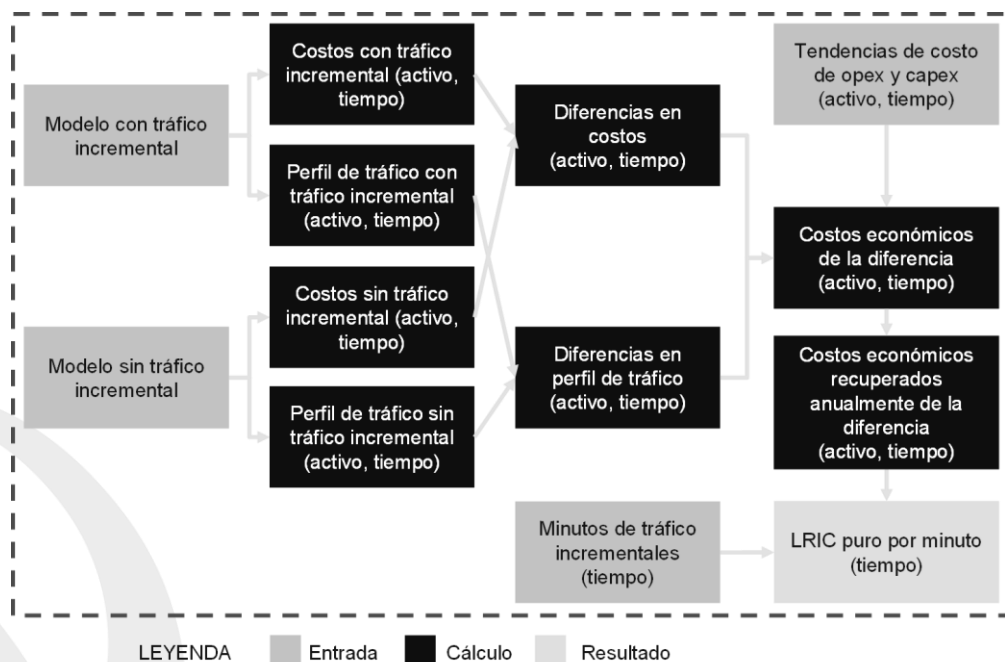 Modelo con tráfico
incremental
Costos con tráfico
incremental (activo,
tiempo)
Perfil de tráfico con
tráfico incremental
(activo, tiempo)
Diferencias en
costos
(activo, tiempo)
Tendencias de costo
de opex y capex
(activo, tiempo)
Modelo sin tráfico
incremental
Costos sin tráfico
incremental (activo,
tiempo)
Perfil de tráfico sin
tráfico incremental
(activo, tiempo)
Diferencias en
perfil de tráfico
(activo, tiempo)
Costos económicos
de la diferencia
(activo, tiempo)
Costos económicos
recuperados
anualmente de la
diferencia
(activo, tiempo)
Minutos de tráfico
incrementales
(tiempo)
LRIC puro por minuto
(tiempo)
LEYENDA
Entrada
Cálculo
Resultado